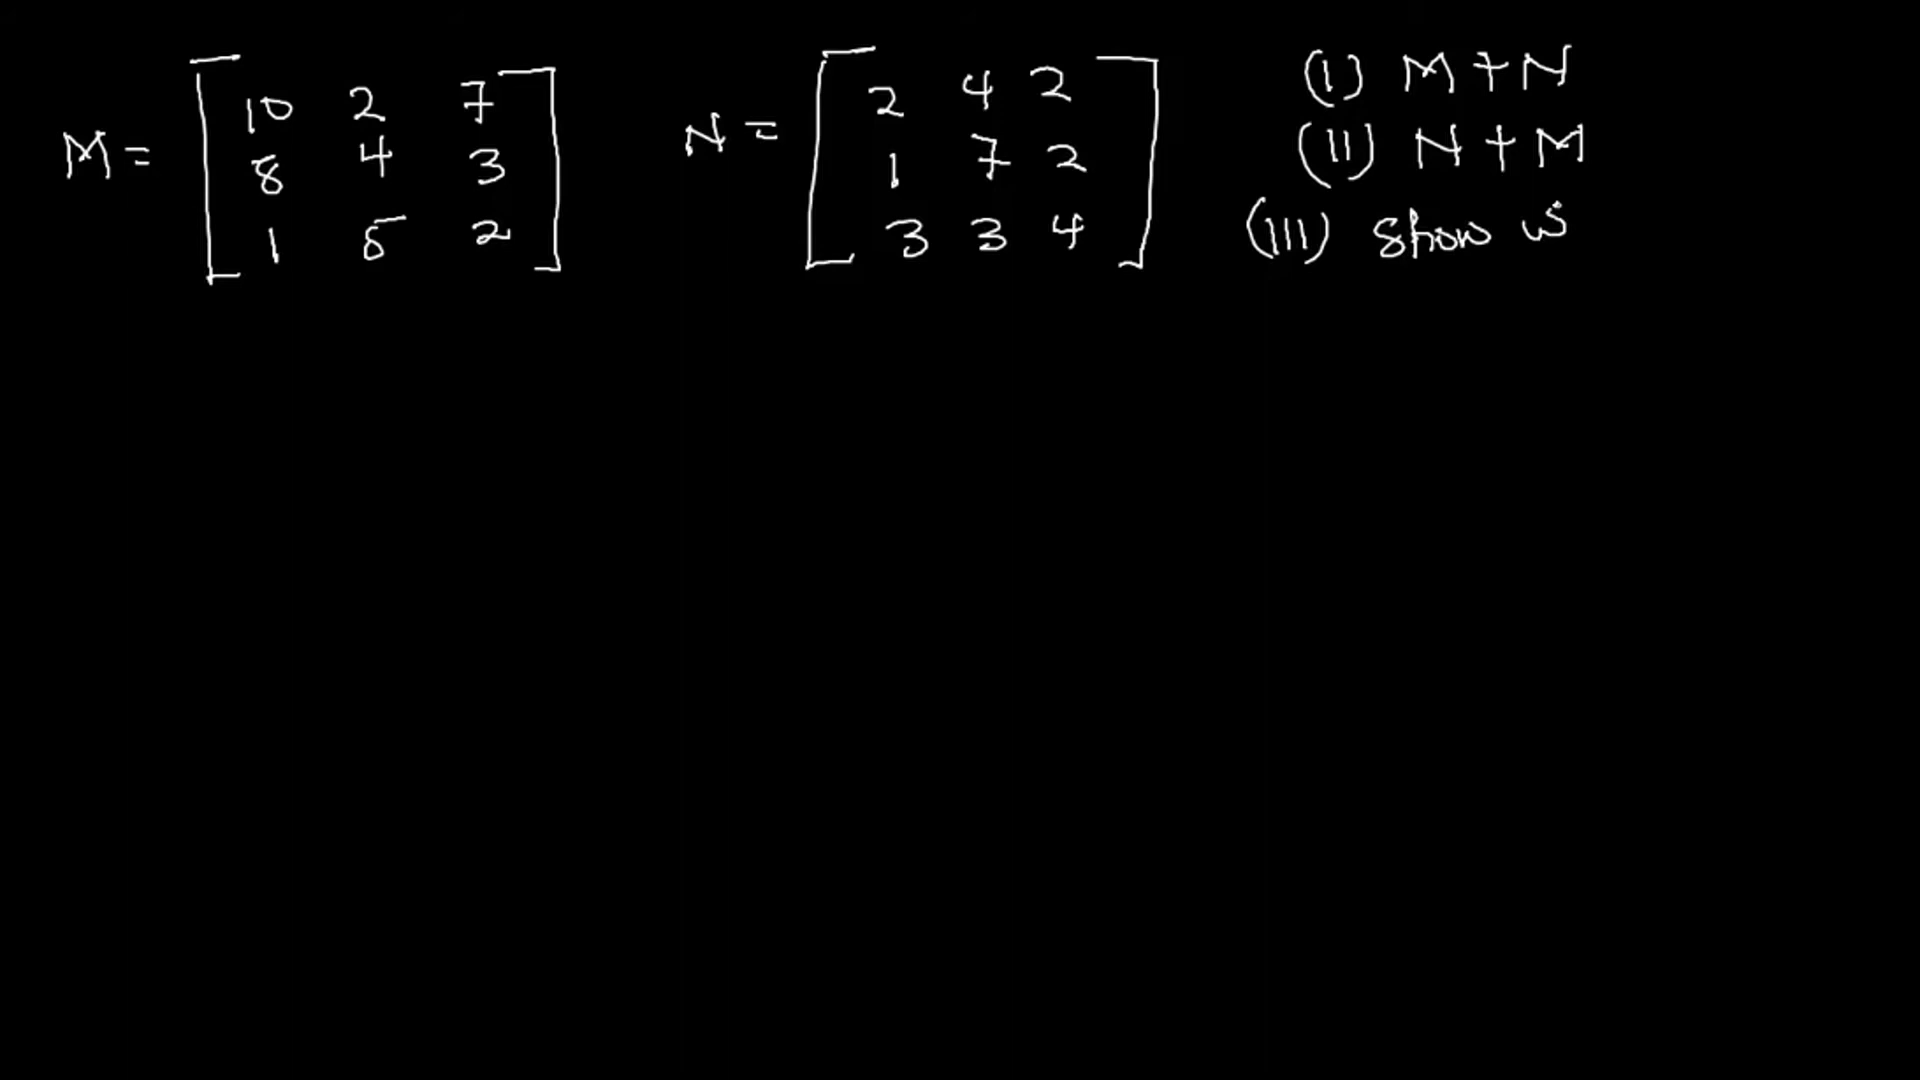 M = [ 10 2 7
8 4 3
1 5 2 ]
N = [ 2 4 2
1 7 2
3 3 4 ]
(i) M + N
(ii) N + M
(iii) show